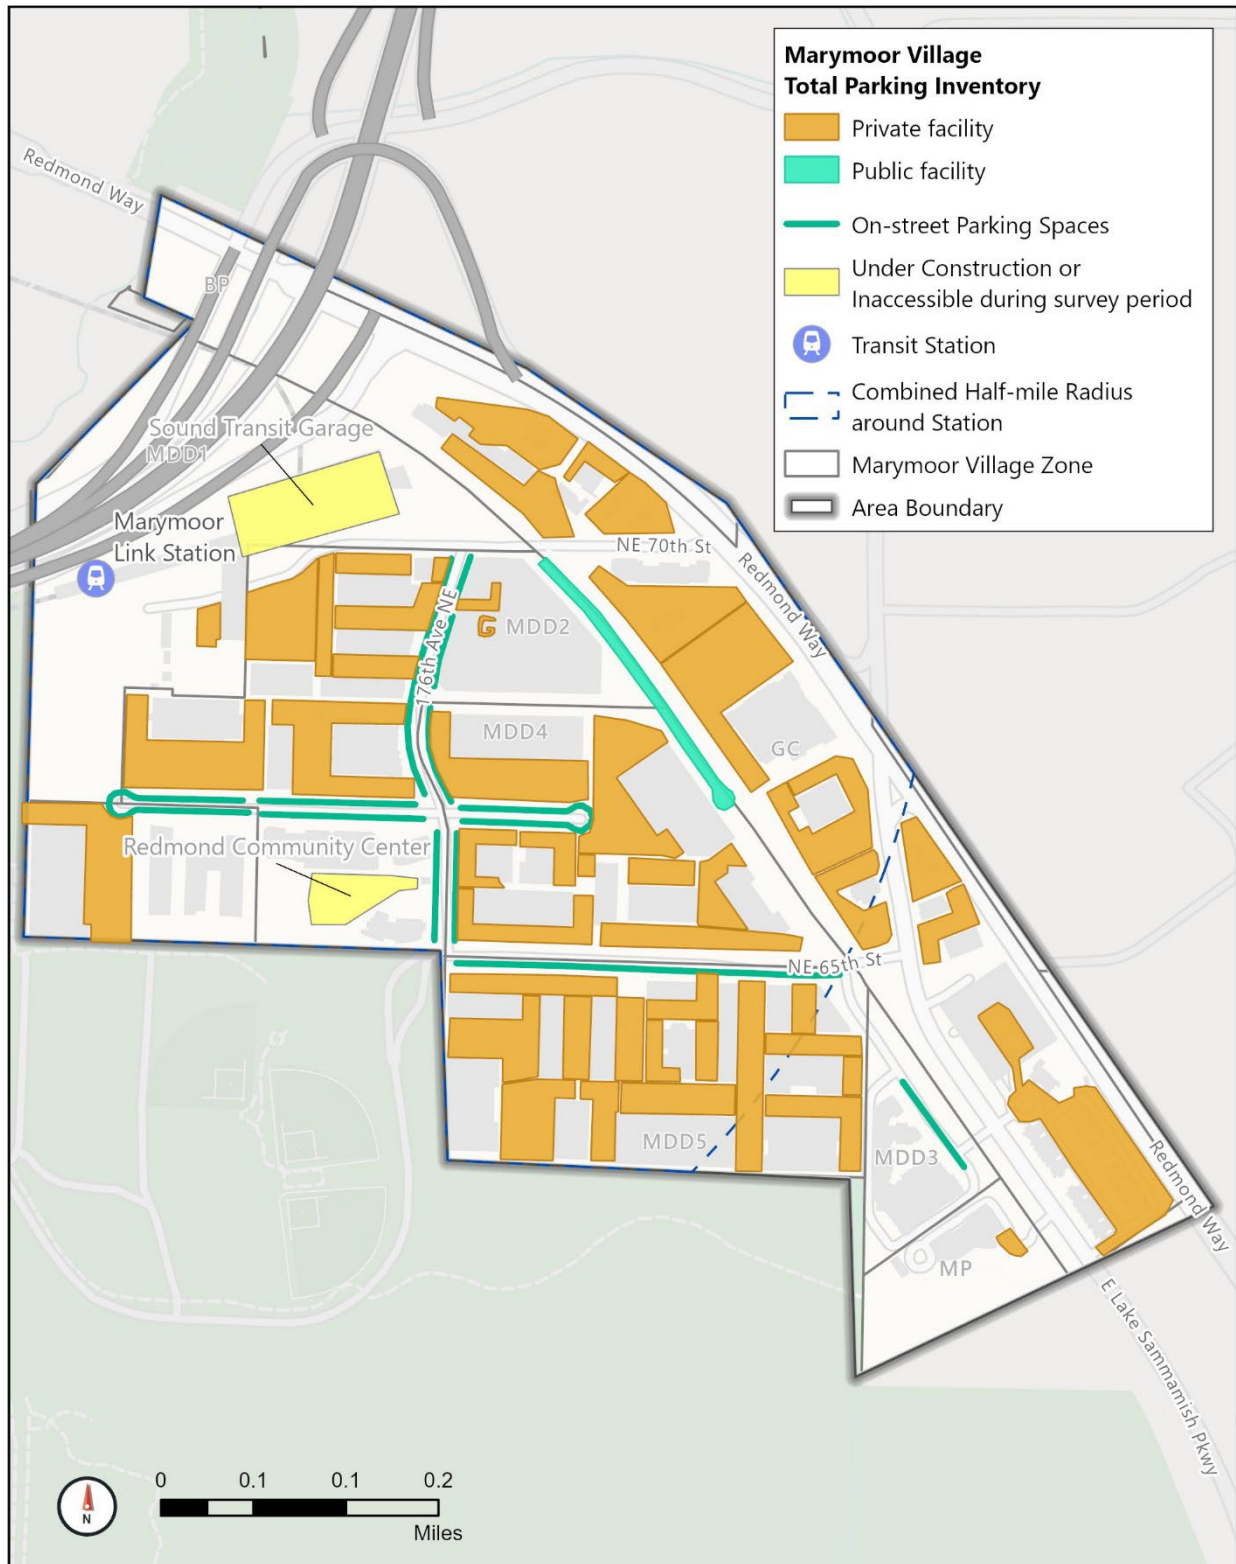 Marymoor Village
Total Parking Inventory
Private facility
Public facility
On-street Parking Spaces
Under Construction or
Inaccessible during survey period
Transit Station
Combined Half-mile Radius
around Station
Marymoor Village Zone
Area Boundary
Redmond Way
BP
Sound Transit Garage
MDD1
Marymoor
Link Station
NE 70th St
Redmond Way
176th Ave NE
G
MDD2
MDD4
GC
Redmond Community Center
NE 65th St
MDD5
MDD3
MP
Redmond Way
E Lake Sammamish Pkwy
0 0.1 0.1 0.2
Miles
N